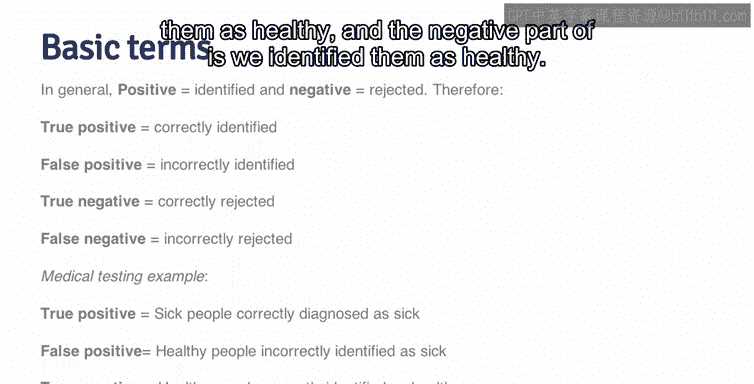 them as healthy, and the negative part of
is we identified them as healthy.
Basic terms
In general, Positive = identified and negative = rejected. Therefore:
True positive = correctly identified
False positive = incorrectly identified
True negative = correctly rejected
False negative = incorrectly rejected
Medical testing example:
True positive = Sick people correctly diagnosed as sick
False positive= Healthy people incorrectly identified as sick